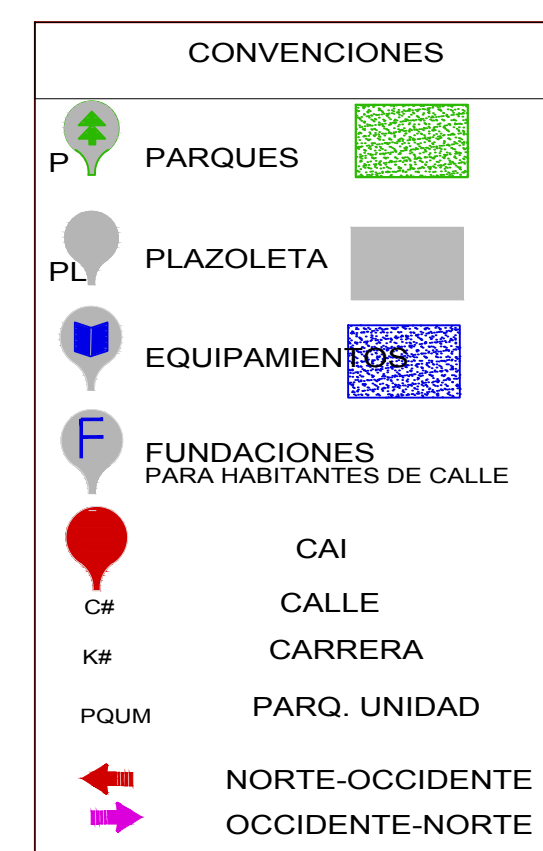 CONVENCIONES
P PARQUES
PL PLAZOLETA
EQUIPAMIENTOS
F FUNDACIONES
PARA HABITANTES DE CALLE
CAI
C# CALLE
K# CARRERA
PQUM PARQ. UNIDAD
NORTE-OCCIDENTE
OCCIDENTE-NORTE